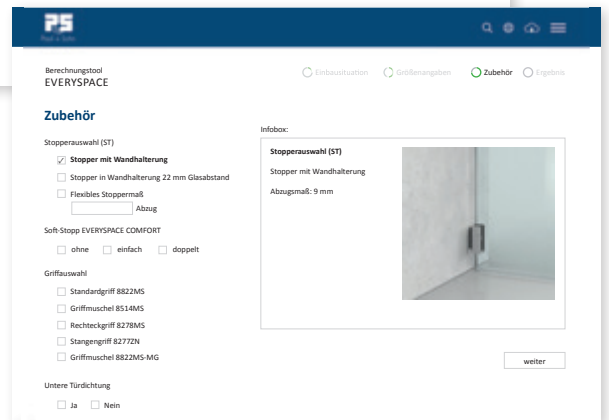 PS
Berechnungstool
EVERYSPACE
Einbausituation Größenangaben Zubehör Ergebnis
Zubehör
Infobox:
Stopperauswahl (ST)
Stopper mit Wandhalterung
Stopper in Wandhalterung 22 mm Glasabstand
Flexibles Stoppermaß
Abzug
Soft-Stopp EVERYSPACE COMFORT
ohne einfach doppelt
Griffauswahl
Standardgriff 8822MS
Griffmuschel 8514MS
Rechteckgriff 8278MS
Stangengriff 8277ZN
Griffmuschel 8822MS-MG
Untere Türdichtung
Ja Nein
Stopperauswahl (ST)
Stopper mit Wandhalterung
Abzugsmaß: 9 mm
weiter